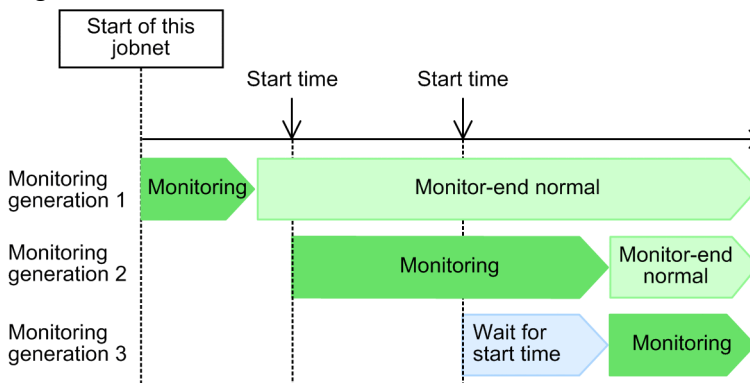 Start of this
jobnet
Start time
Start time
Monitoring
generation 1
Monitoring
Monitor-end normal
Monitoring
generation 2
Monitoring
Monitor-end
normal
Monitoring
generation 3
Wait for
start time
Monitoring